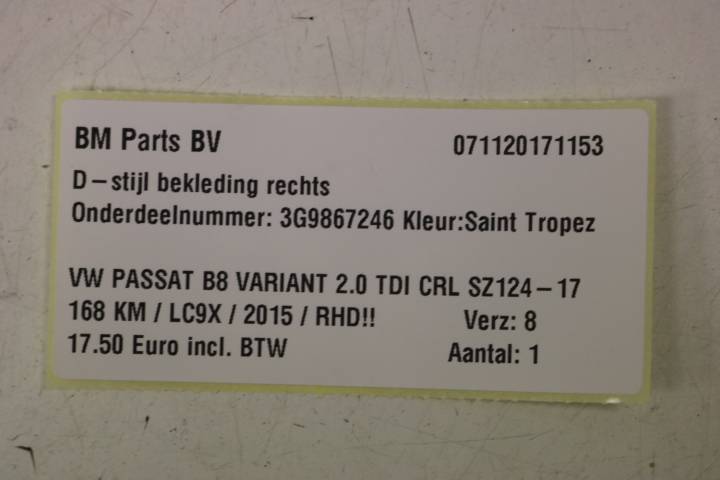 BM Parts BV 071120171153
D-stijl bekleding rechts
Onderdeelnummer: 3G9867246 Kleur:Saint Tropez
VW PASSAT B8 VARIANT 2.0 TDI CRL SZ124-17
168 KM / LC9X / 2015 / RHD!! Verz: 8
17.50 Euro incl. BTW Aantal: 1